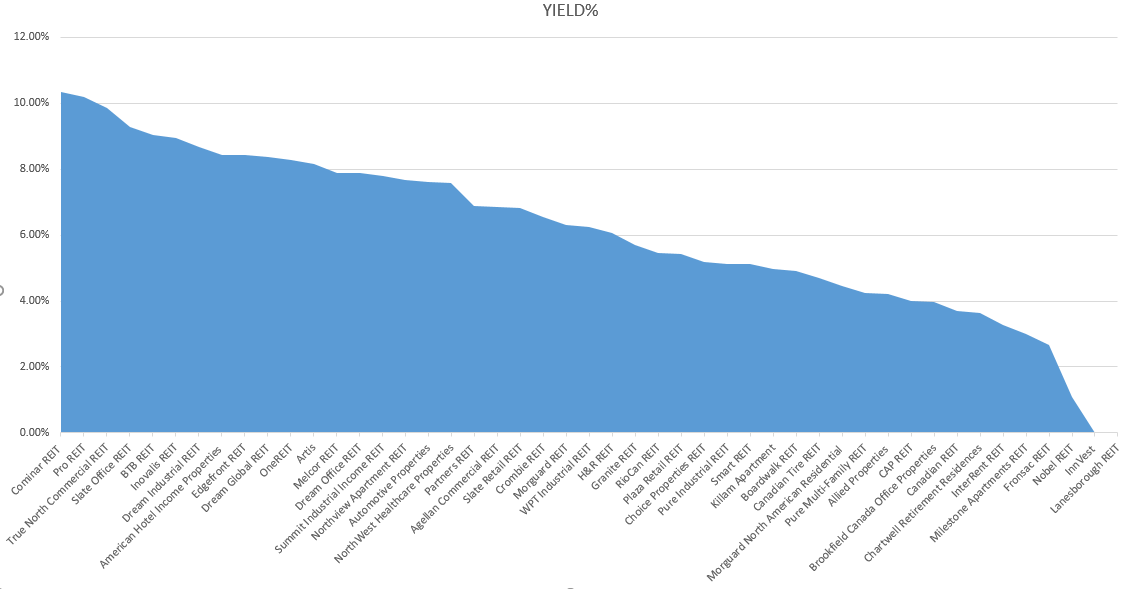 YIELD%
12.00%
10.00%
8.00%
6.00%
4.00%
2.00%
0.00%
Cominar REIT
Pro REIT
True North Commercial REIT
Slate Office REIT
BTB REIT
Inovalis REIT
Dream Industrial REIT
American Hotel Income Properties
Edgefront REIT
Dream Global REIT
OneREIT
Artis
Melcor REIT
Dream Office REIT
Summit Industrial Income REIT
Northview Apartment REIT
Automotive Properties
NorthWest Healthcare Properties
Partners REIT
Agellan Commercial REIT
Slate Retail REIT
Crombie REIT
Morguard REIT
WPT Industrial REIT
H&R REIT
Granite REIT
RioCan REIT
Plaza Retail REIT
Choice Properties REIT
Pure Industrial REIT
Smart REIT
Killam Apartment
Boardwalk REIT
Canadian Tire REIT
Morguard North American Residential
Pure Multi-Family REIT
Allied Properties
CAP REIT
Brookfield Canada Office Properties
Canadian REIT
Chartwell Retirement Residences
InterRent REIT
Milestone Apartments REIT
Fronsac REIT
Nobel REIT
InnVest
Lanesborough REIT